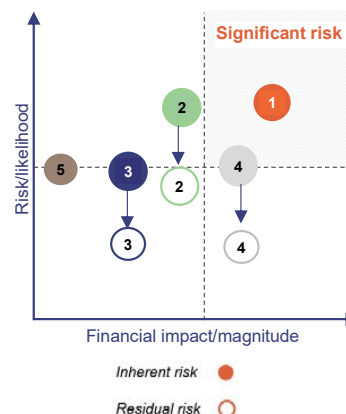 Significant risk
1
2
4
5
3
2
3
4
Risk/likelihood
Financial impact/magnitude
Inherent risk
Residual risk